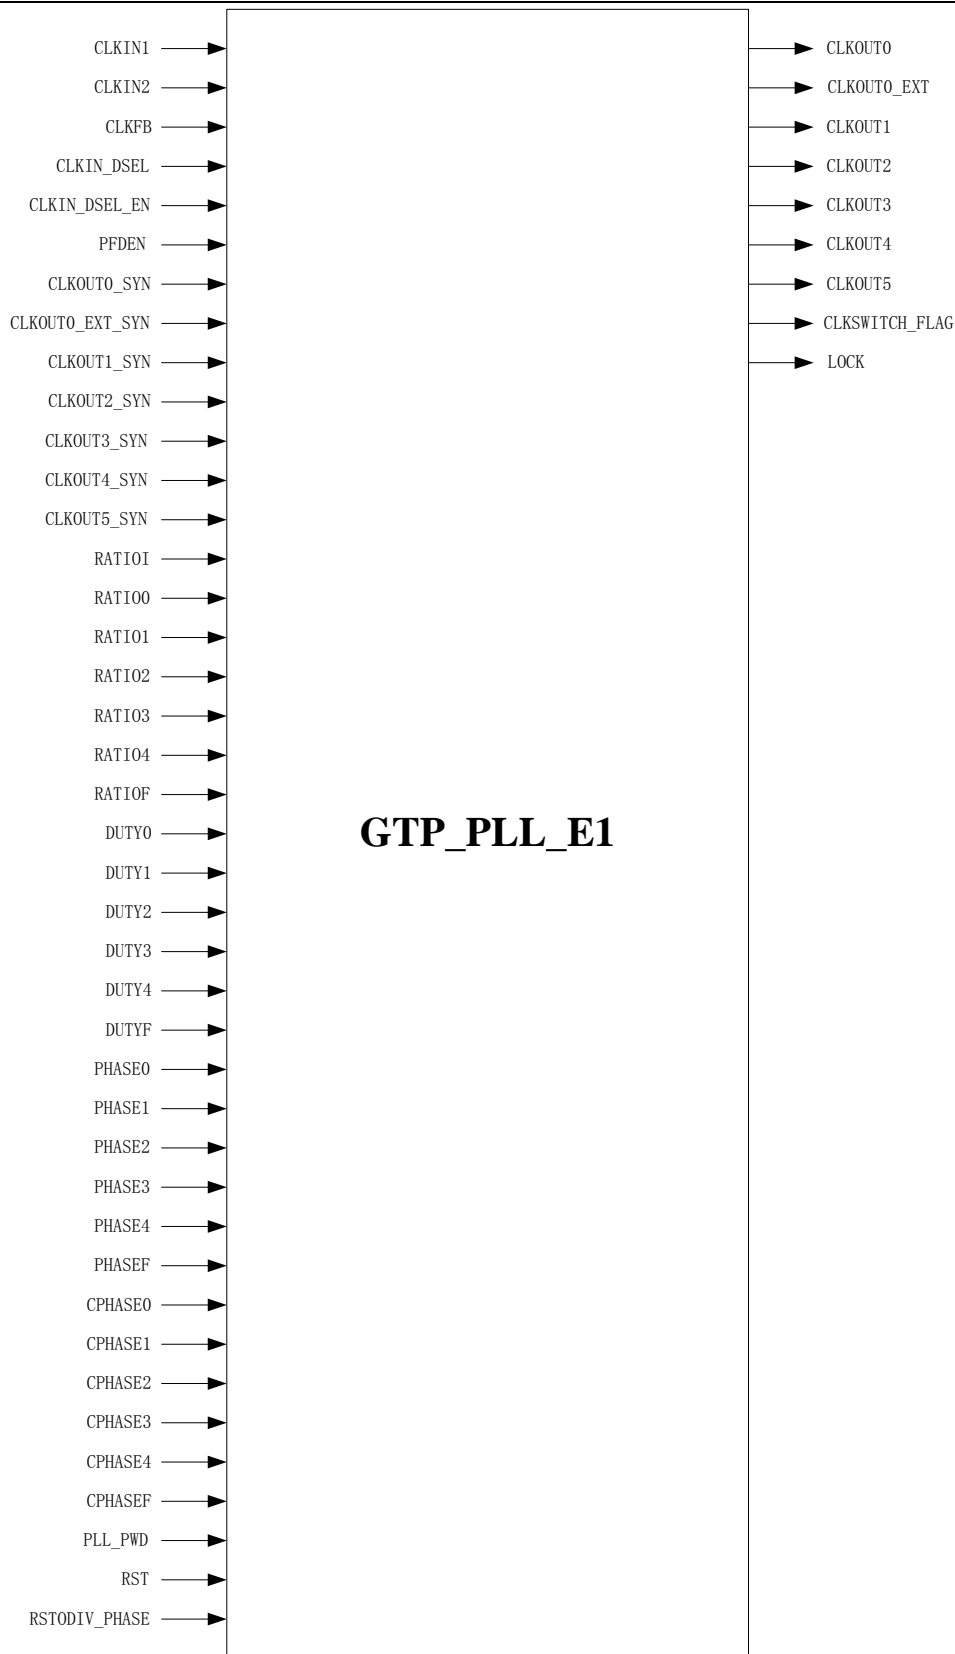 CLKIN1
CLKIN2
CLKFB
CLKIN_DSEL
CLKIN_DSEL_EN
PFDEN
CLKOUT0_SYN
CLKOUT0_EXT_SYN
CLKOUT1_SYN
CLKOUT2_SYN
CLKOUT3_SYN
CLKOUT4_SYN
CLKOUT5_SYN
RATIOI
RATIO0
RATIO1
RATIO2
RATIO3
RATIO4
RATIOF
DUTY0
DUTY1
DUTY2
DUTY3
DUTY4
DUTYF
PHASE0
PHASE1
PHASE2
PHASE3
PHASE4
PHASEF
CPHASE0
CPHASE1
CPHASE2
CPHASE3
CPHASE4
CPHASEF
PLL_PWD
RST
RSTODIV_PHASE
GTP_PLL_E1
CLKOUT0
CLKOUT0_EXT
CLKOUT1
CLKOUT2
CLKOUT3
CLKOUT4
CLKOUT5
CLKSWITCH_FLAG
LOCK